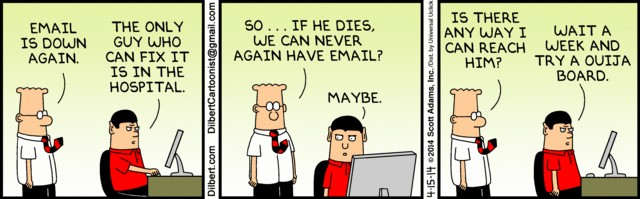 EMAIL
IS DOWN
AGAIN.
THE ONLY
GUY WHO
CAN FIX IT
IS IN THE
HOSPITAL.
Dilbert.com DilbertCartoonist@gmail.com
SO . . . IF HE DIES,
WE CAN NEVER
AGAIN HAVE EMAIL?
MAYBE.
4-15-14 ©2014 Scott Adams, Inc. /Dist. by Universal Uclick
IS THERE
ANY WAY I
CAN REACH
HIM?
WAIT A
WEEK AND
TRY A OUIJA
BOARD.